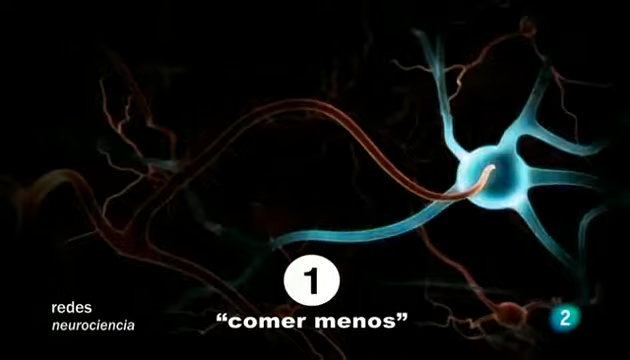 1
“comer menos”
redes
neurociencia
2